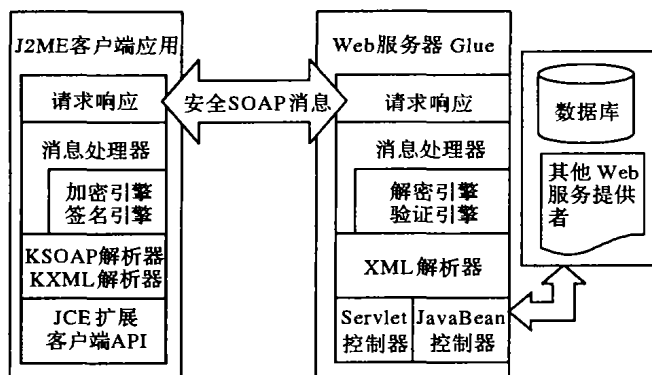 J2ME客户端应用
请求响应
消息处理器
加密引擎
签名引擎
KSOAP解析器
KXML解析器
JCE扩展
客户端API
安全SOAP消息
Web服务器 Glue
请求响应
消息处理器
解密引擎
验证引擎
XML解析器
Servlet
控制器
JavaBean
控制器
数据库
其他 Web
服务提供
者